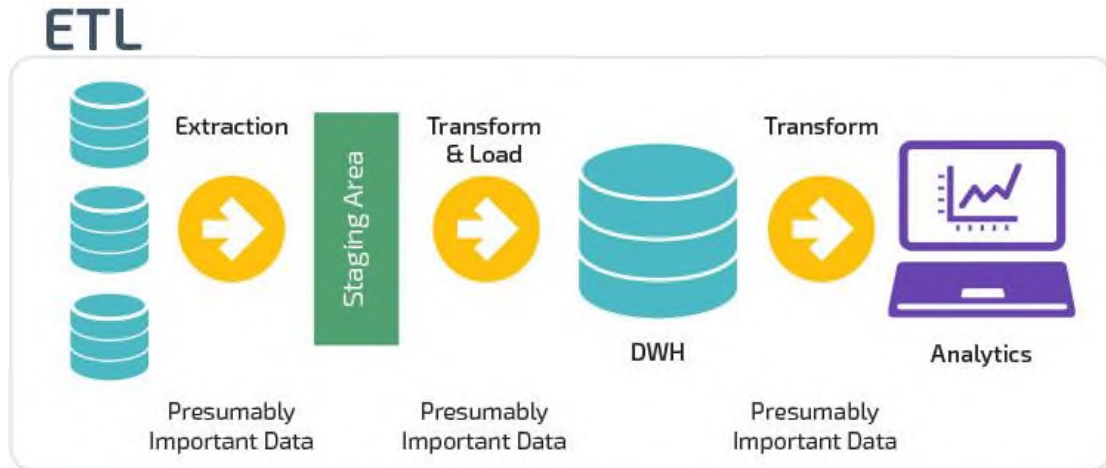 ETL
Extraction
Staging Area
Transform
& Load
Transform
DWH
Analytics
Presumably
Important Data
Presumably
Important Data
Presumably
Important Data